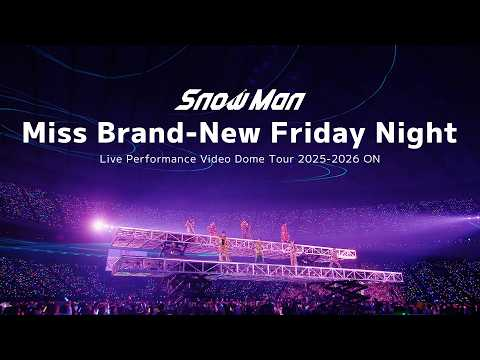 Snow Man
Miss Brand-New Friday Night
Live Performance Video Dome Tour 2025-2026 ON